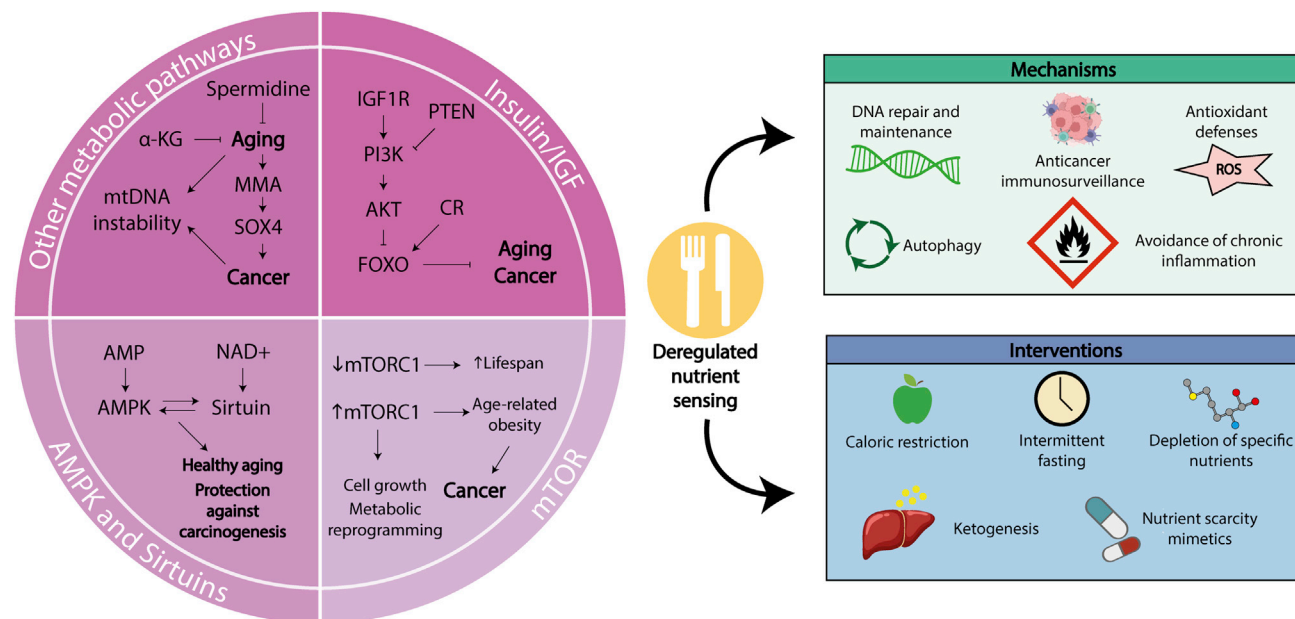 Other metabolic pathways
Spermidine
α-KG
Aging
MMA
mtDNA
instability
SOX4
Cancer
Insulin/IGF
IGF1R
PTEN
PI3K
AKT
CR
FOXO
Aging
Cancer
AMPK and Sirtuins
AMP
NAD+
AMPK
Sirtuin
Healthy aging
Protection
against
carcinogenesis
mTOR
↓mTORC1
↑Lifespan
↑mTORC1
Age-related
obesity
Cell growth
Metabolic
reprogramming
Cancer
Deregulated
nutrient
sensing
Mechanisms
DNA repair and
maintenance
Anticancer
immunosurveillance
Antioxidant
defenses
ROS
Autophagy
Avoidance of chronic
inflammation
Interventions
Caloric restriction
Intermittent
fasting
Depletion of specific
nutrients
Ketogenesis
Nutrient scarcity
mimetics